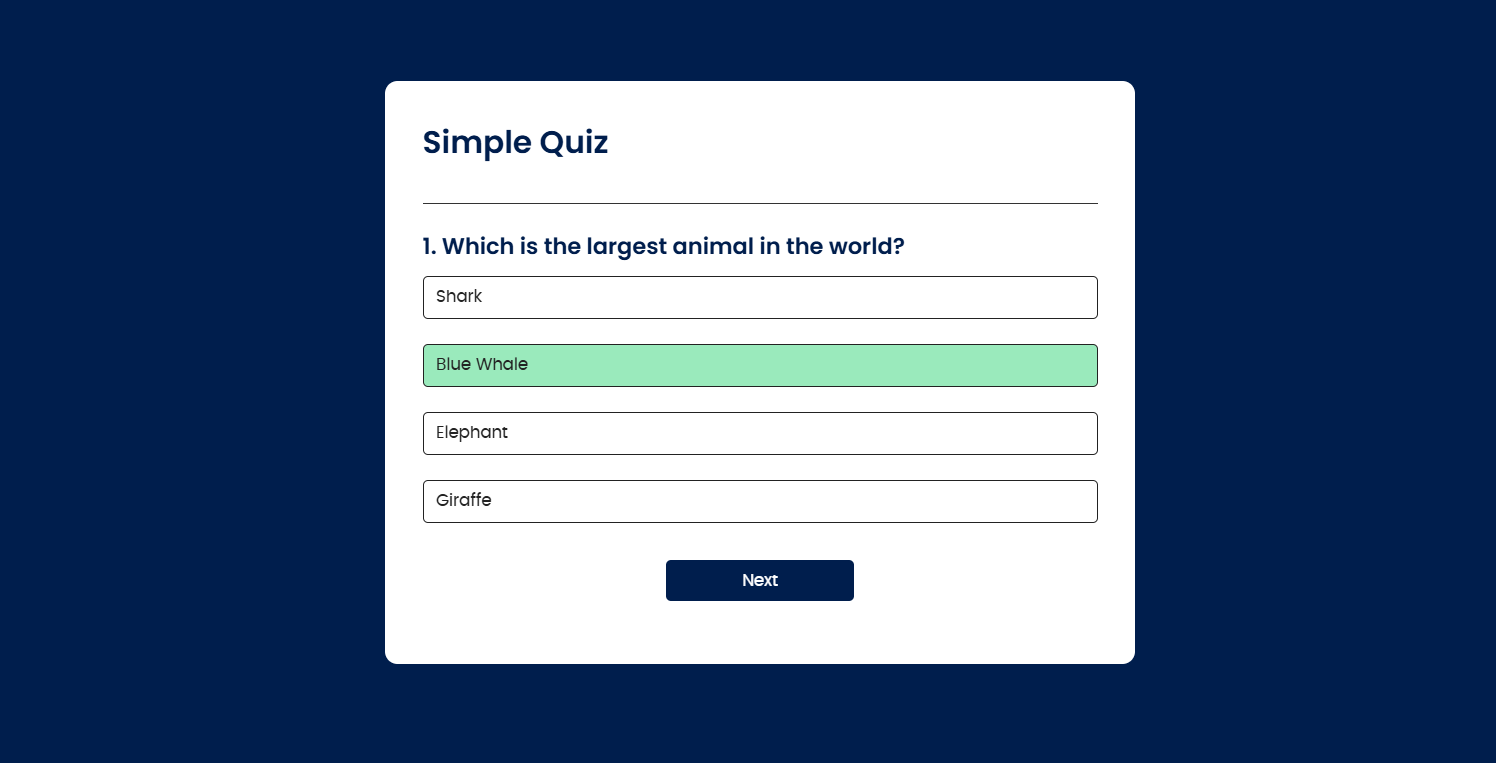 Simple Quiz
1. Which is the largest animal in the world?
Shark
Blue Whale
Elephant
Giraffe
Next